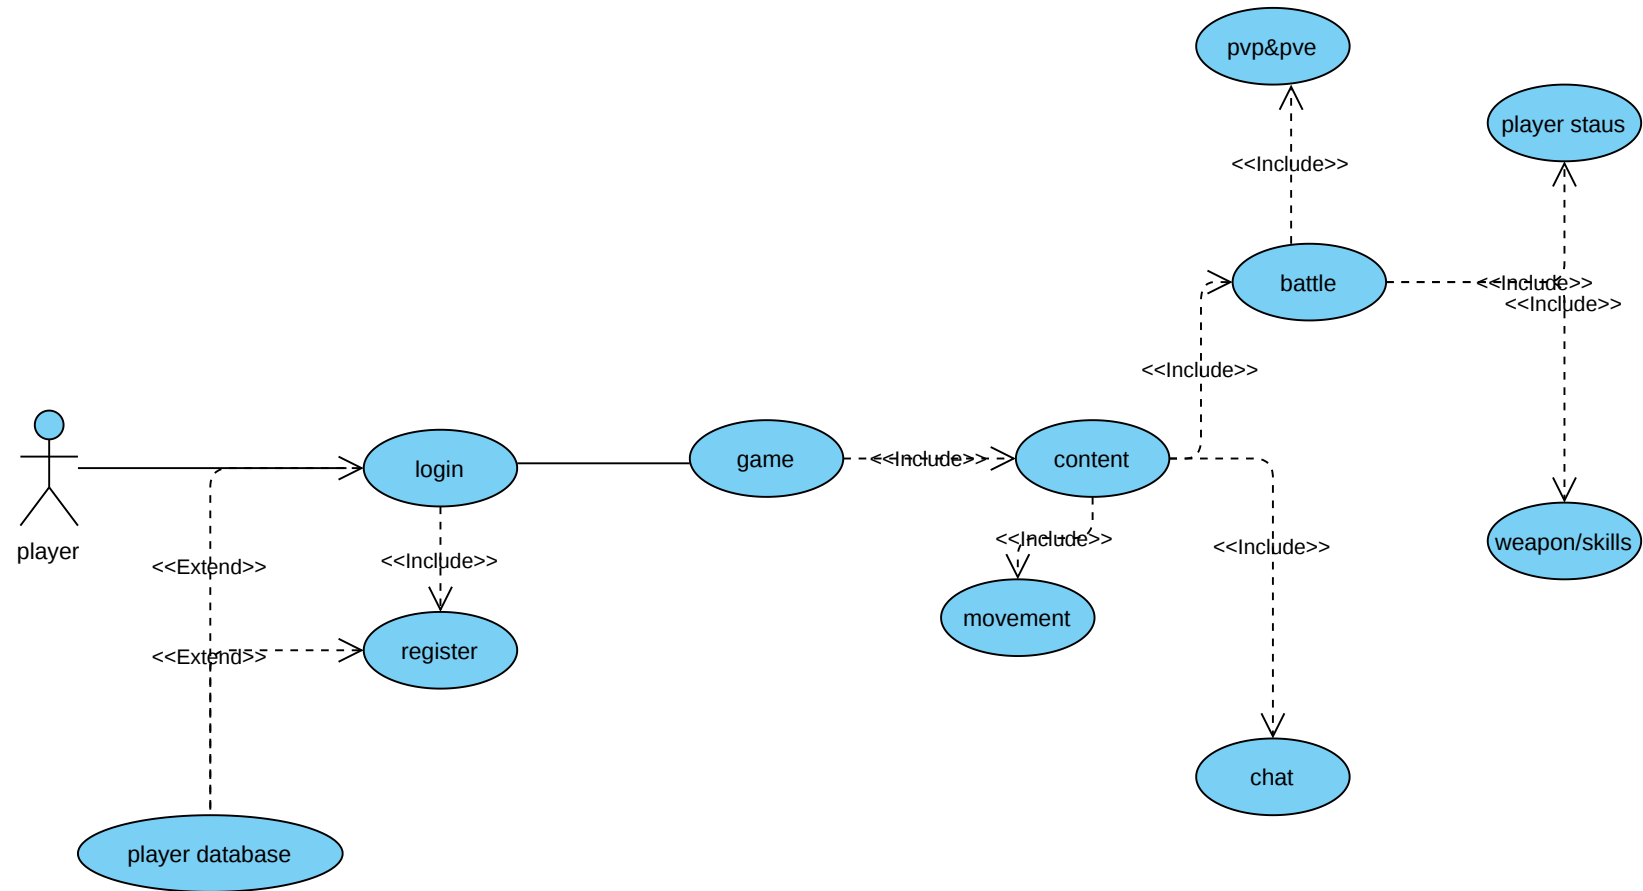 pvp&pve
player staus
<<Include>>
battle
<<Include>>
<<Include>>
<<Include>>
login
game
<<Include>>
content
player
<<Extend>>
<<Include>>
<<Include>>
<<Include>>
weapon/skills
movement
<<Extend>>
register
chat
player database